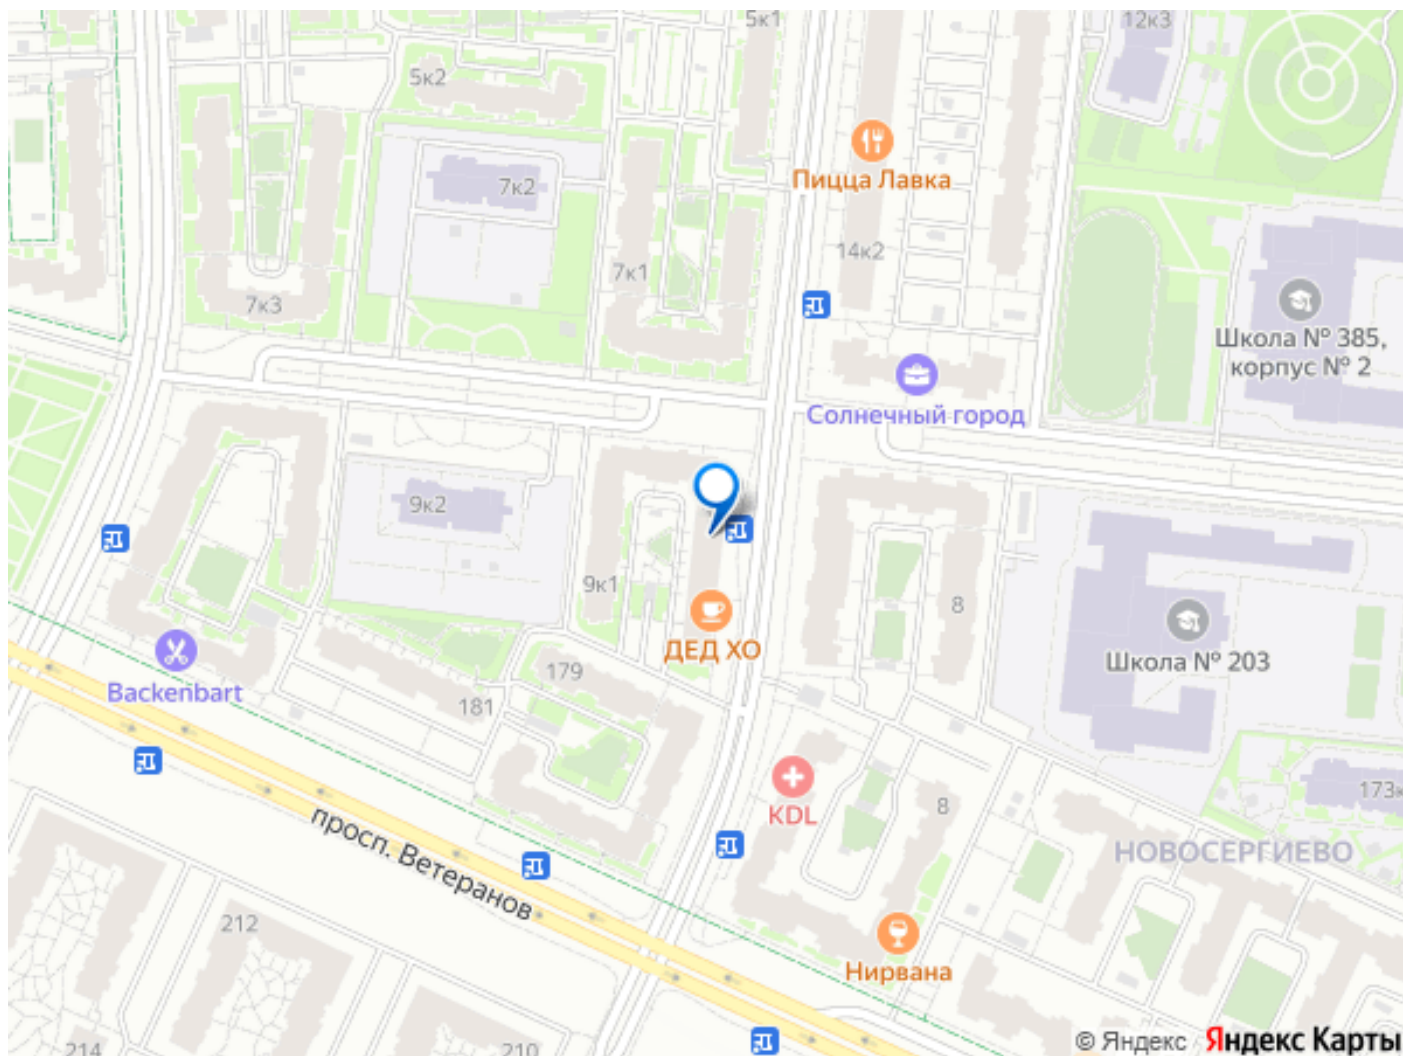 5к1
12к3
5к2
Пицца Лавка
7к2
14к2
7к1
7к3
Школа № 385,
корпус № 2
Солнечный город
9к2
9к1
8
ДЕД ХО
Школа № 203
179
Backenbart
181
173к
8
KDL
НОВОСЕРГИЕВО
просп. Ветеранов
212
Нирвана
214
210
© Яндекс Яндекс Карты